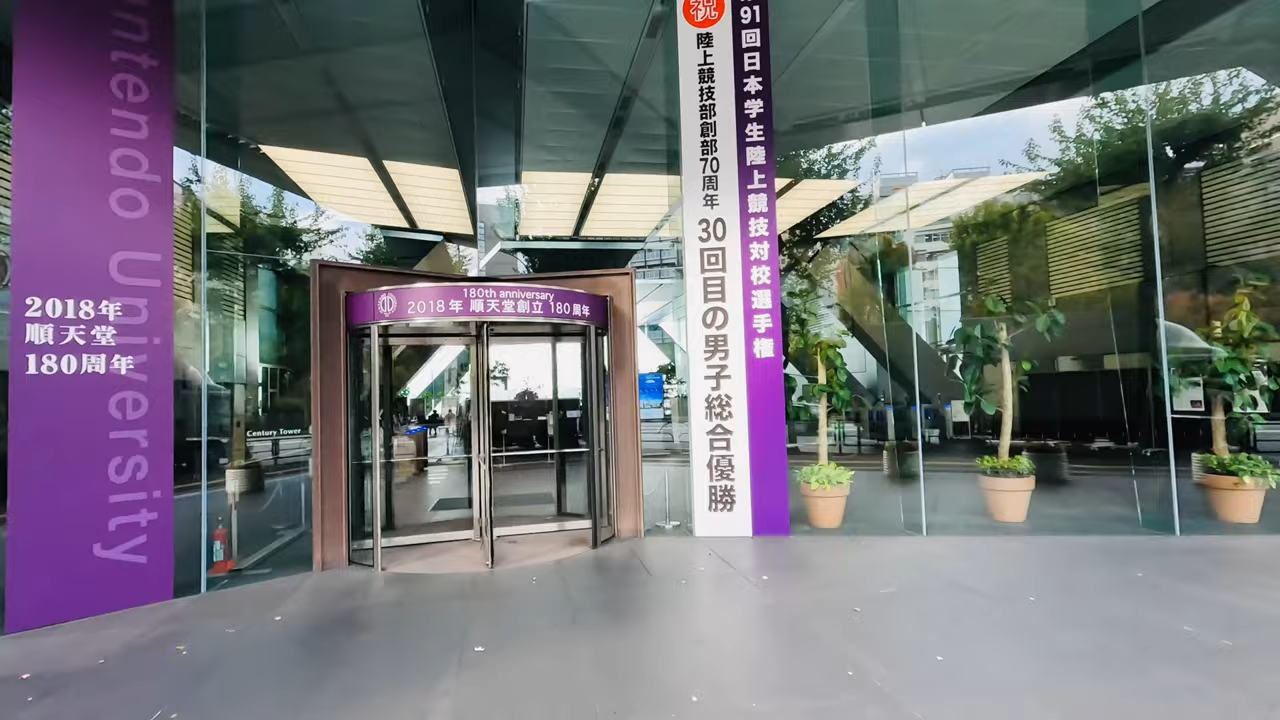 ntendo University
2018年
順天堂
180周年
Century Tower
180th anniversary
2018年 順天堂創立 180周年
祝
陸上競技部創部70周年 30回目の男子総合優勝
91回日本学生陸上競技対校選手権